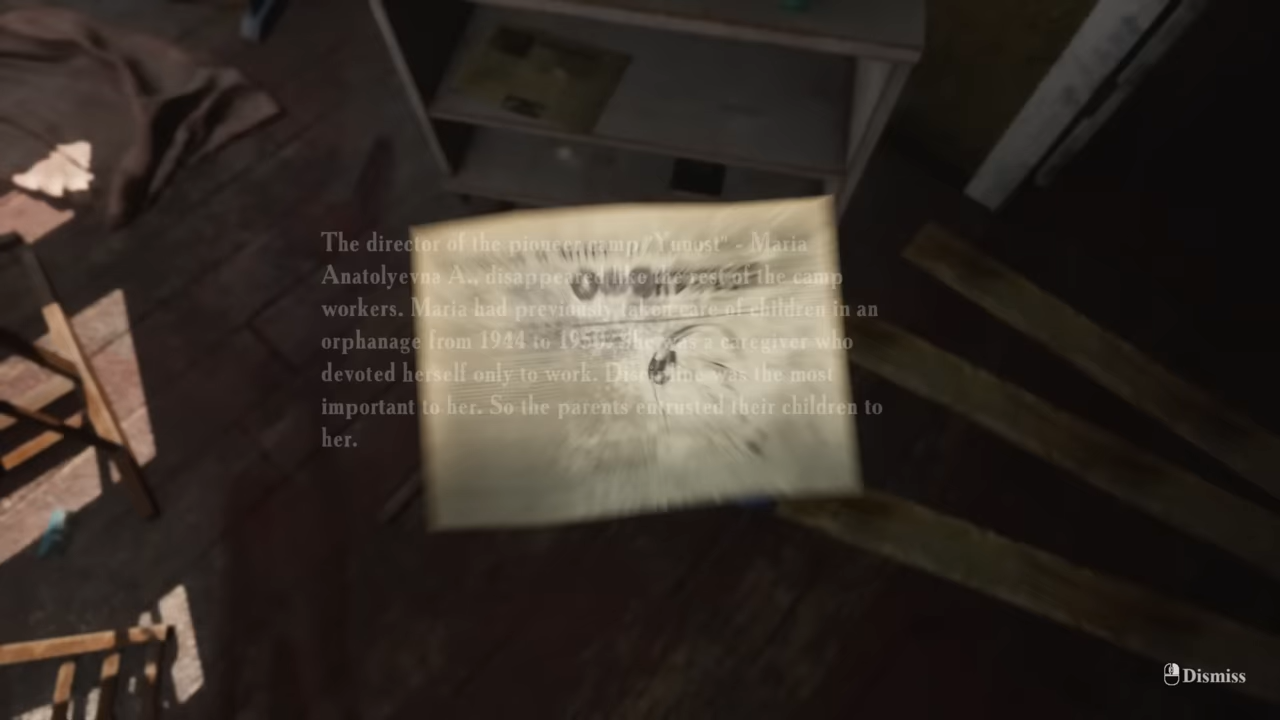 The director of the pioneer camp "Yunost" - Maria
Anatolyevna A., disappeared like the rest of the camp
workers. Maria had previously taken care of children in an
orphanage from 1944 to 1950. She was a caregiver who
devoted herself only to work. Discipline was the most
important to her. So the parents entrusted their children to
her.
Dismiss